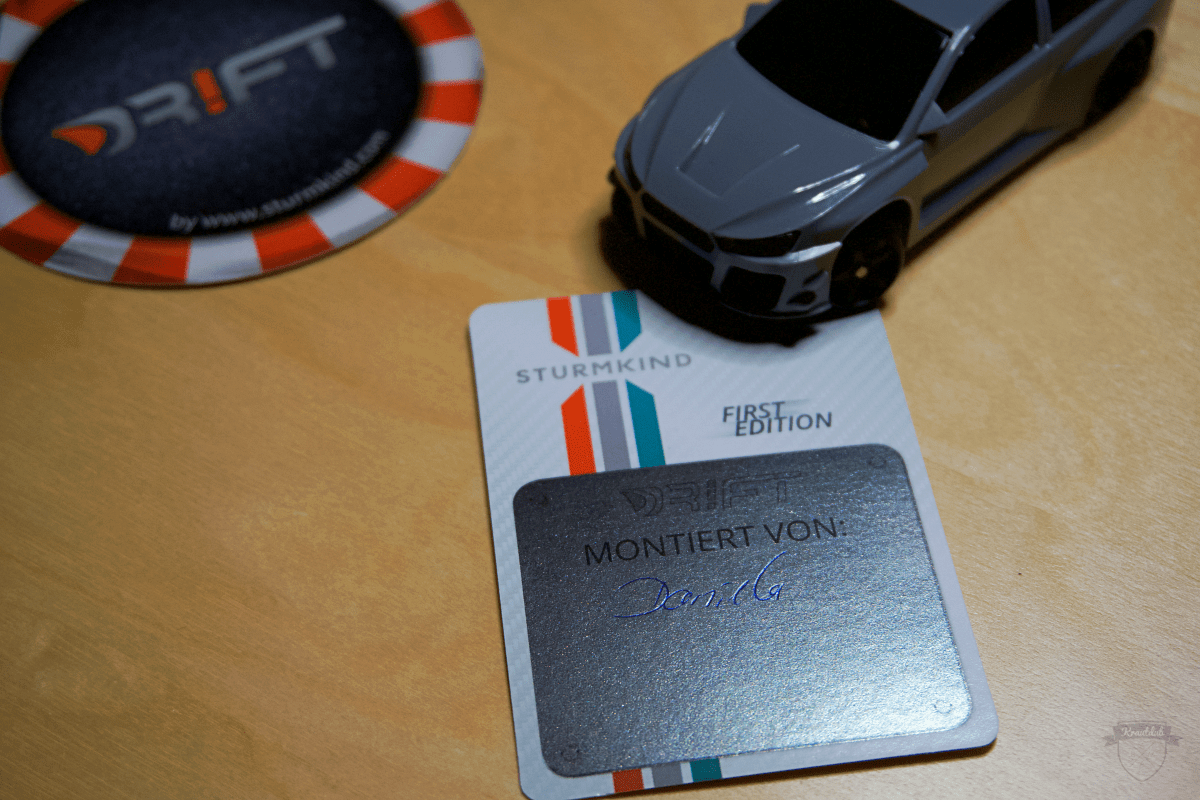 DR!FT
by www.sturmkind.com
STURMKIND
FIRST
EDITION
DR!FT
MONTIERT VON:
Daniela